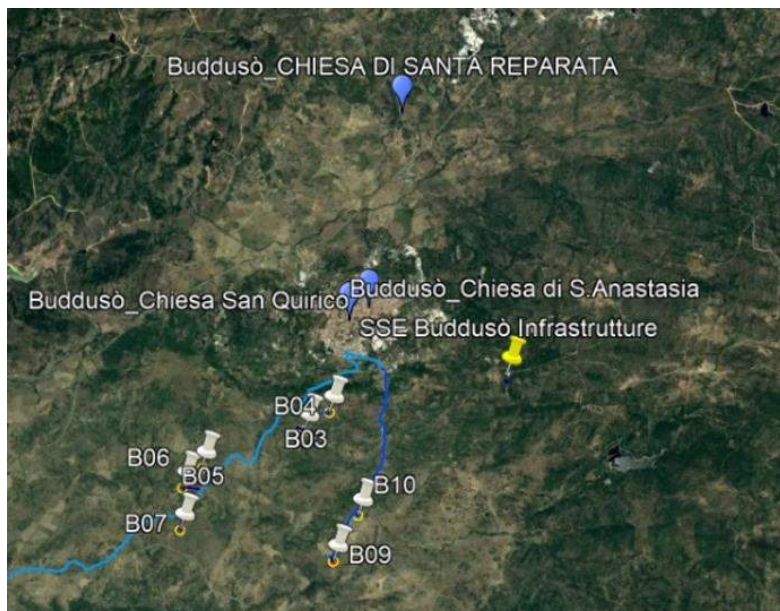 Buddusò_CHIESA DI SANTA REPARATA
Buddusò_Chiesa San Quirico
Buddusò_Chiesa di S.Anastasia
SSE Buddusò Infrastrutture
B04
B03
B06
B05
B10
B07
B09